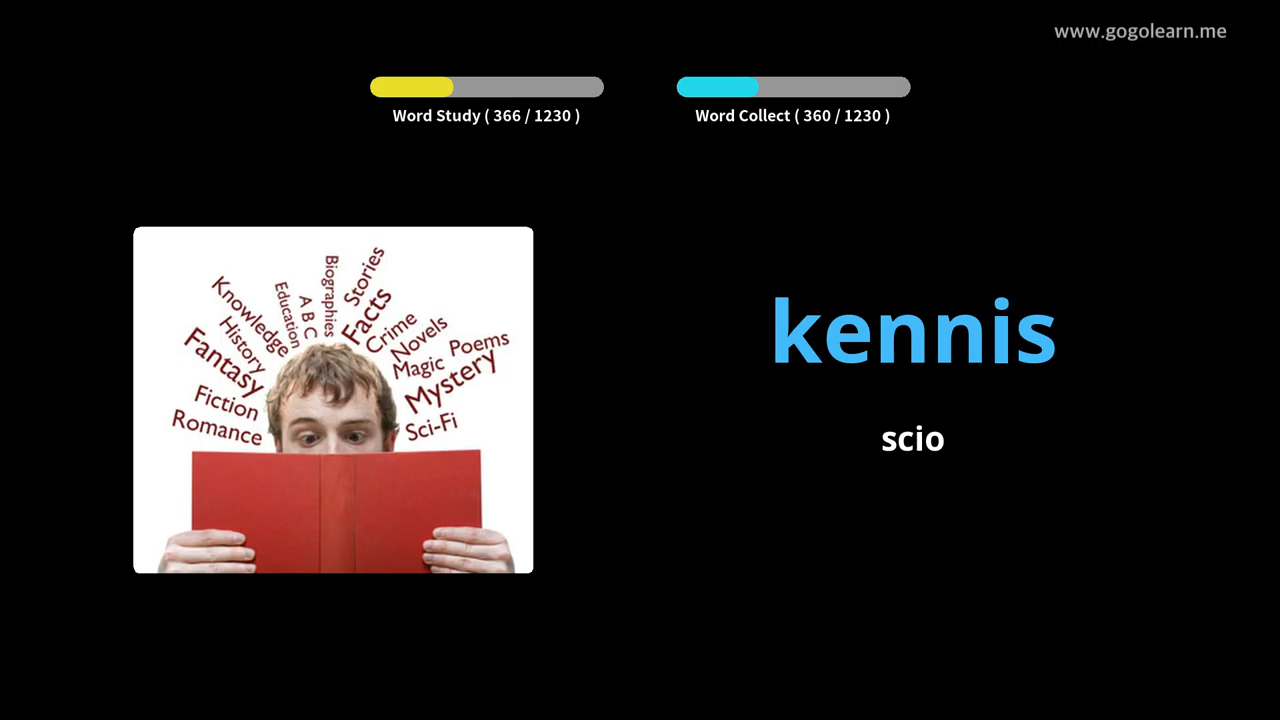 www.gogolearn.me
Word Study ( 366 / 1230 )
Word Collect ( 360 / 1230 )
Biographies
Stories
Education
A B C
Facts
Knowledge
Crime
History
Novels
Fantasy
Poems
Magic
Mystery
Fiction
Romance
Sci-Fi
kennis
scio